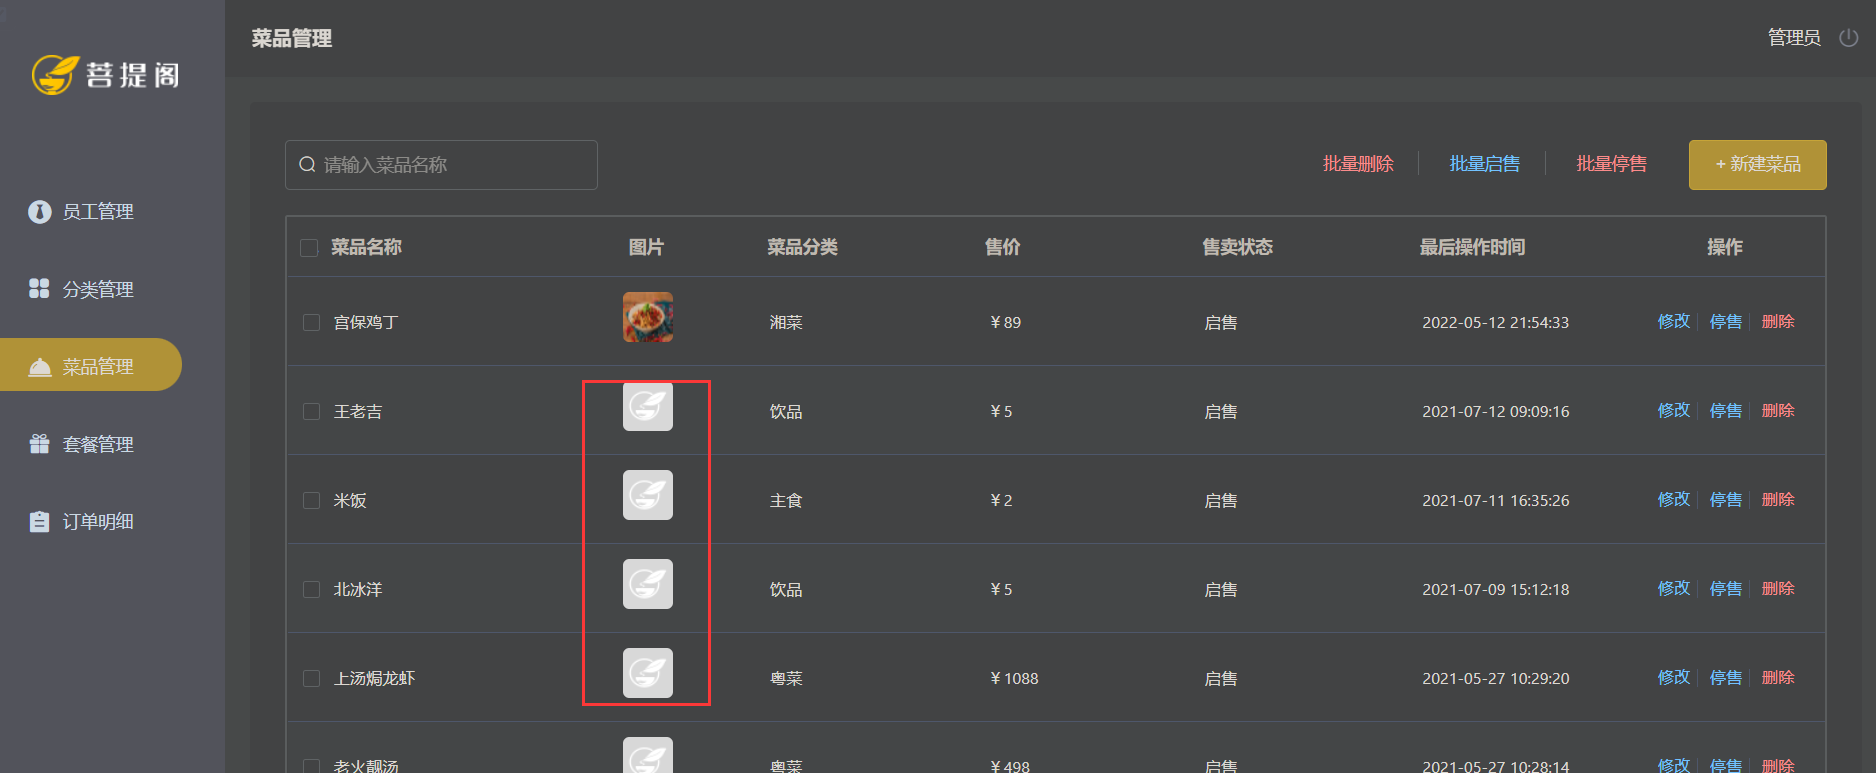 菜品管理
管理员
菩提阁
员工管理
分类管理
菜品管理
套餐管理
订单明细
请输入菜品名称
批量删除 批量启售 批量停售 + 新建菜品
菜品名称 图片 菜品分类 售价 售卖状态 最后操作时间 操作
宫保鸡丁 湘菜 ￥89 启售 2022-05-12 21:54:33 修改 停售 删除
王老吉 饮品 ￥5 启售 2021-07-12 09:09:16 修改 停售 删除
米饭 主食 ￥2 启售 2021-07-11 16:35:26 修改 停售 删除
北冰洋 饮品 ￥5 启售 2021-07-09 15:12:18 修改 停售 删除
上汤焗龙虾 粤菜 ￥1088 启售 2021-05-27 10:29:20 修改 停售 删除
老火靓汤 粤菜 ￥498 启售 2021-05-27 10:28:14 修改 停售 删除